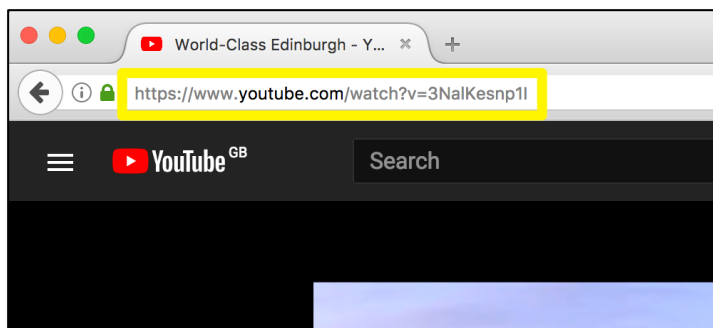 World-Class Edinburgh - Y...
https://www.youtube.com/watch?v=3NalKesnp1I
YouTube GB
Search